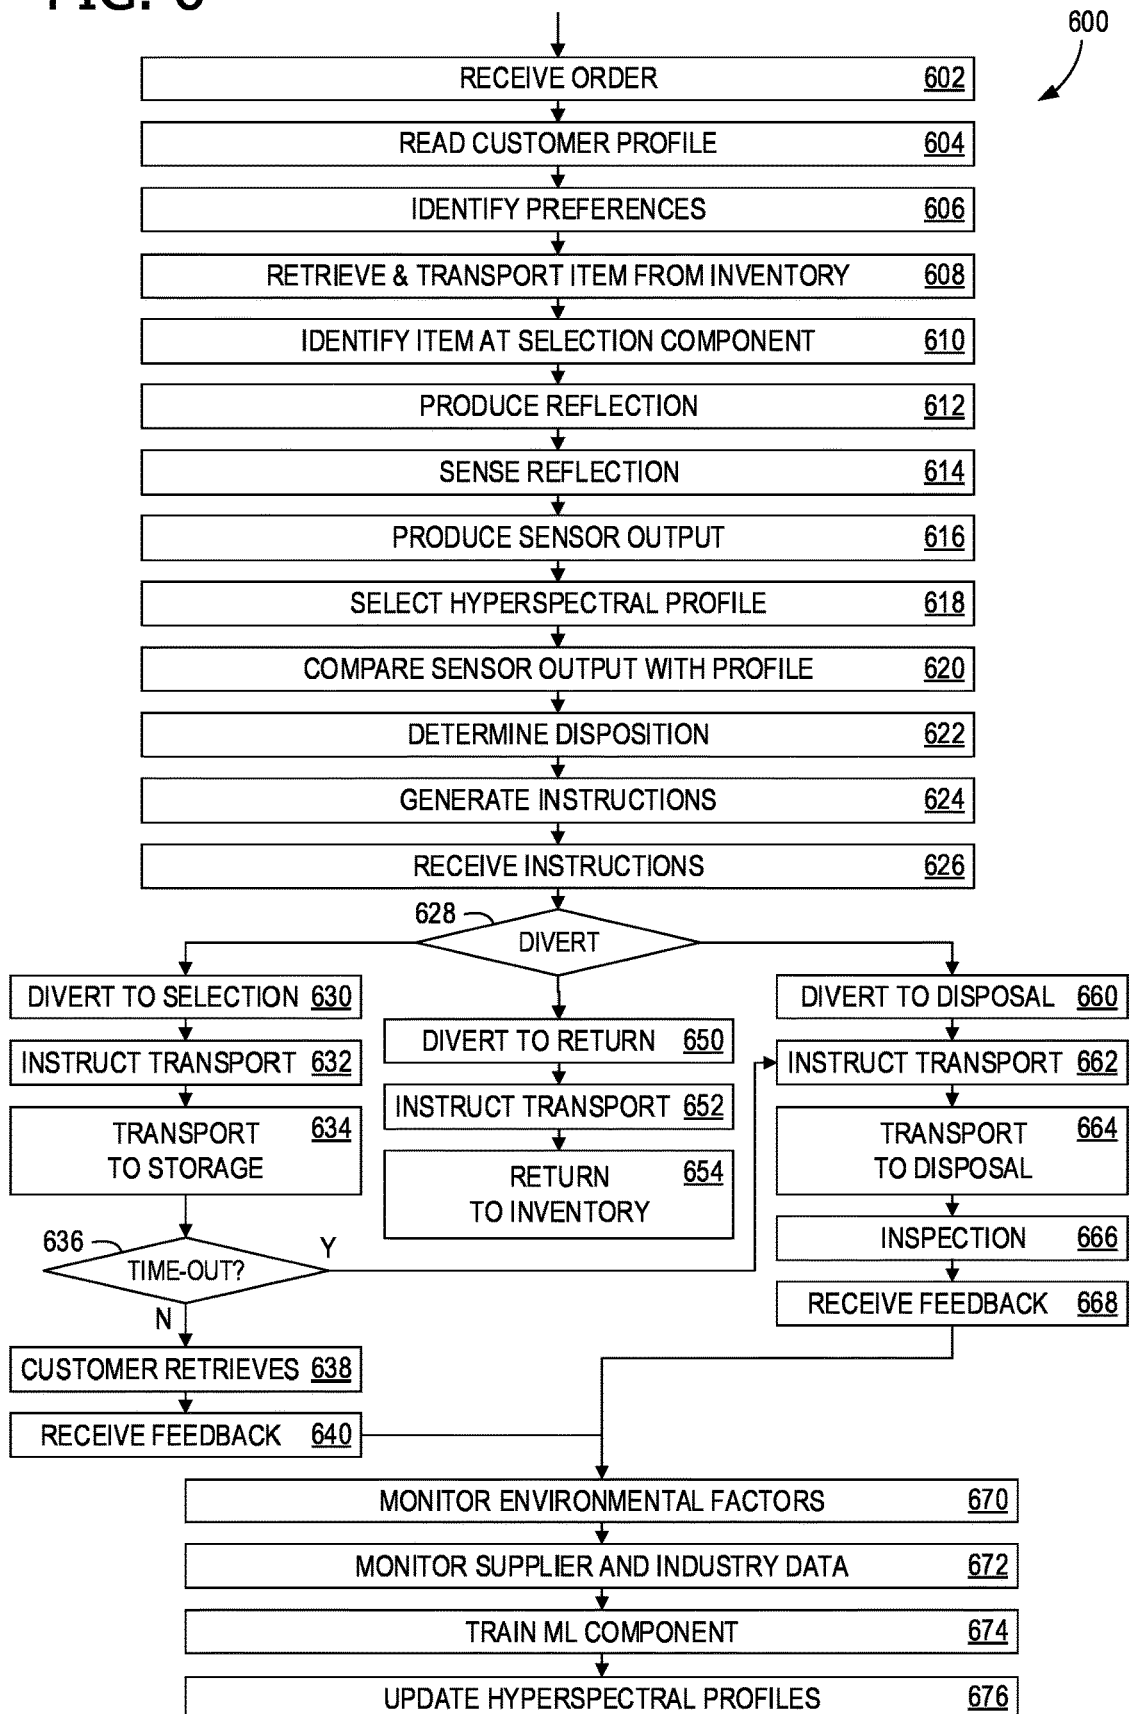 FIG. 6
600
RECEIVE ORDER 602
READ CUSTOMER PROFILE 604
IDENTIFY PREFERENCES 606
RETRIEVE & TRANSPORT ITEM FROM INVENTORY 608
IDENTIFY ITEM AT SELECTION COMPONENT 610
PRODUCE REFLECTION 612
SENSE REFLECTION 614
PRODUCE SENSOR OUTPUT 616
SELECT HYPERSPECTRAL PROFILE 618
COMPARE SENSOR OUTPUT WITH PROFILE 620
DETERMINE DISPOSITION 622
GENERATE INSTRUCTIONS 624
RECEIVE INSTRUCTIONS 626
628
DIVERT
DIVERT TO SELECTION 630
INSTRUCT TRANSPORT 632
TRANSPORT 634
TO STORAGE
636
TIME-OUT?
Y
N
CUSTOMER RETRIEVES 638
RECEIVE FEEDBACK 640
DIVERT TO RETURN 650
INSTRUCT TRANSPORT 652
RETURN 654
TO INVENTORY
DIVERT TO DISPOSAL 660
INSTRUCT TRANSPORT 662
TRANSPORT 664
TO DISPOSAL
INSPECTION 666
RECEIVE FEEDBACK 668
MONITOR ENVIRONMENTAL FACTORS 670
MONITOR SUPPLIER AND INDUSTRY DATA 672
TRAIN ML COMPONENT 674
UPDATE HYPERSPECTRAL PROFILES 676